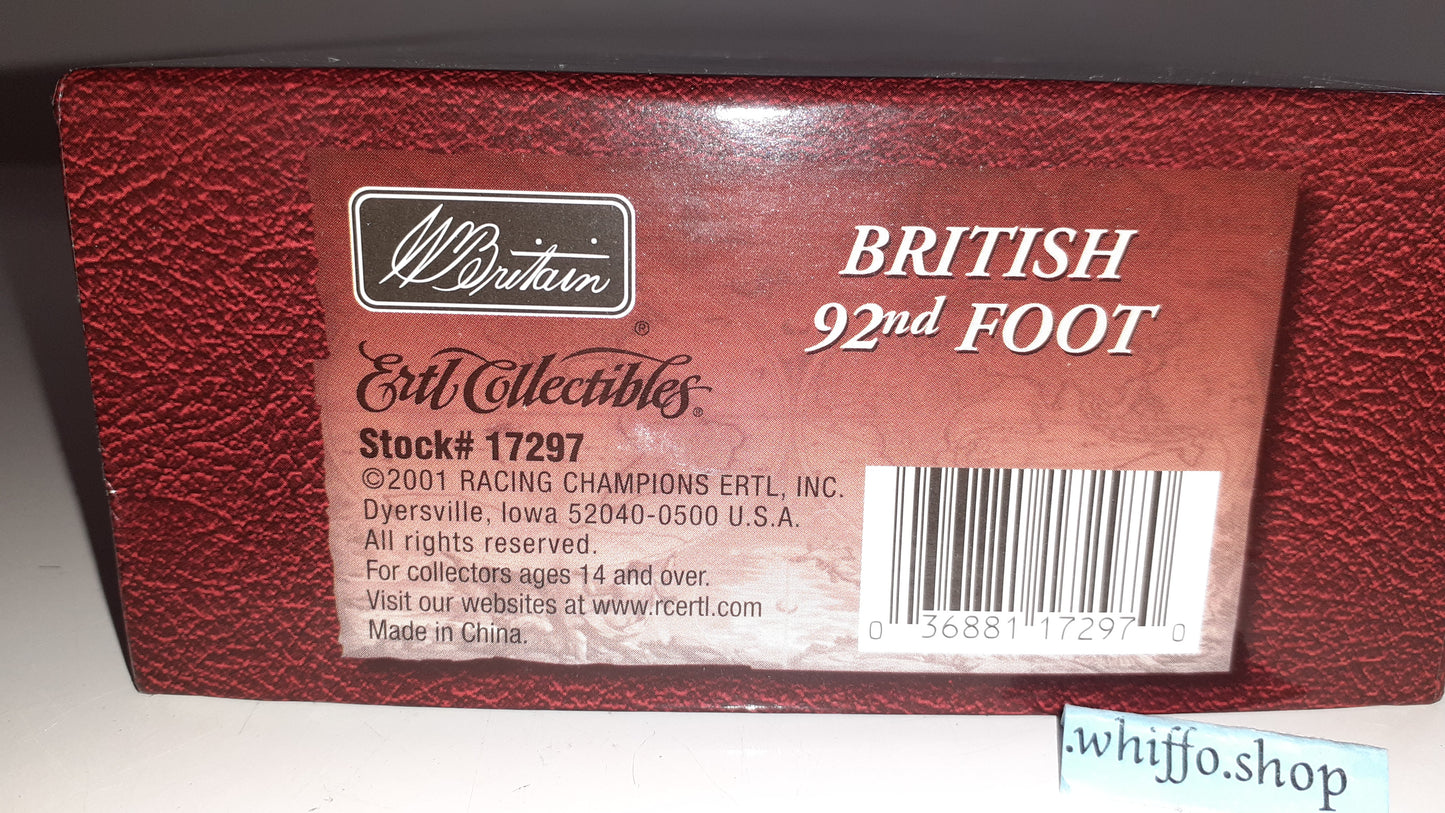 W Britain
®
BRITISH
92nd FOOT
Ertl Collectibles®
Stock# 17297
©2001 RACING CHAMPIONS ERTL, INC.
Dyersville, Iowa 52040-0500 U.S.A.
All rights reserved.
For collectors ages 14 and over.
Visit our websites at www.rcertl.com
Made in China.
0 36881 17297 0
.whiffo.shop